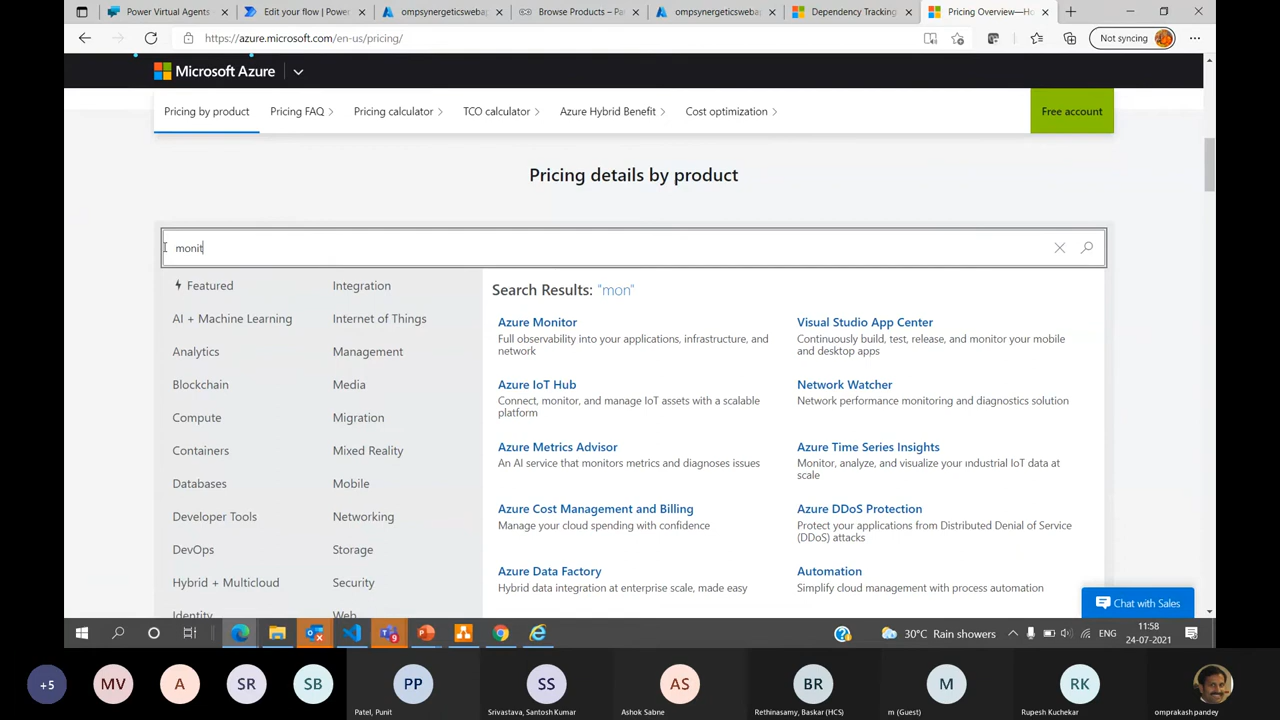 Power Virtual Agents
Edit your flow | Power
ompsynergeticsweba
Browse Products – Pa
ompsynergeticsweba
Dependency Tracking
Pricing Overview—Ho
https://azure.microsoft.com/en-us/pricing/
Not syncing
Microsoft Azure
Pricing by product
Pricing FAQ
Pricing calculator
TCO calculator
Azure Hybrid Benefit
Cost optimization
Free account
Pricing details by product
monit
Featured
Integration
AI + Machine Learning
Internet of Things
Analytics
Management
Blockchain
Media
Compute
Migration
Containers
Mixed Reality
Databases
Mobile
Developer Tools
Networking
DevOps
Storage
Hybrid + Multicloud
Security
Identity
Web
Search Results: "mon"
Azure Monitor
Full observability into your applications, infrastructure, and
network
Visual Studio App Center
Continuously build, test, release, and monitor your mobile
and desktop apps
Azure IoT Hub
Connect, monitor, and manage IoT assets with a scalable
platform
Network Watcher
Network performance monitoring and diagnostics solution
Azure Metrics Advisor
An AI service that monitors metrics and diagnoses issues
Azure Time Series Insights
Monitor, analyze, and visualize your industrial IoT data at
scale
Azure Cost Management and Billing
Manage your cloud spending with confidence
Azure DDoS Protection
Protect your applications from Distributed Denial of Service
(DDoS) attacks
Azure Data Factory
Hybrid data integration at enterprise scale, made easy
Automation
Simplify cloud management with process automation
Chat with Sales
9
30°C Rain showers
ENG
11:58
24-07-2021
+5
MV
A
SR
SB
PP
Patel, Punit
SS
Srivastava, Santosh Kumar
AS
Ashok Sabne
BR
Rethinasamy, Baskar (HCS)
M
m (Guest)
RK
Rupesh Kuchekar
omprakash pandey